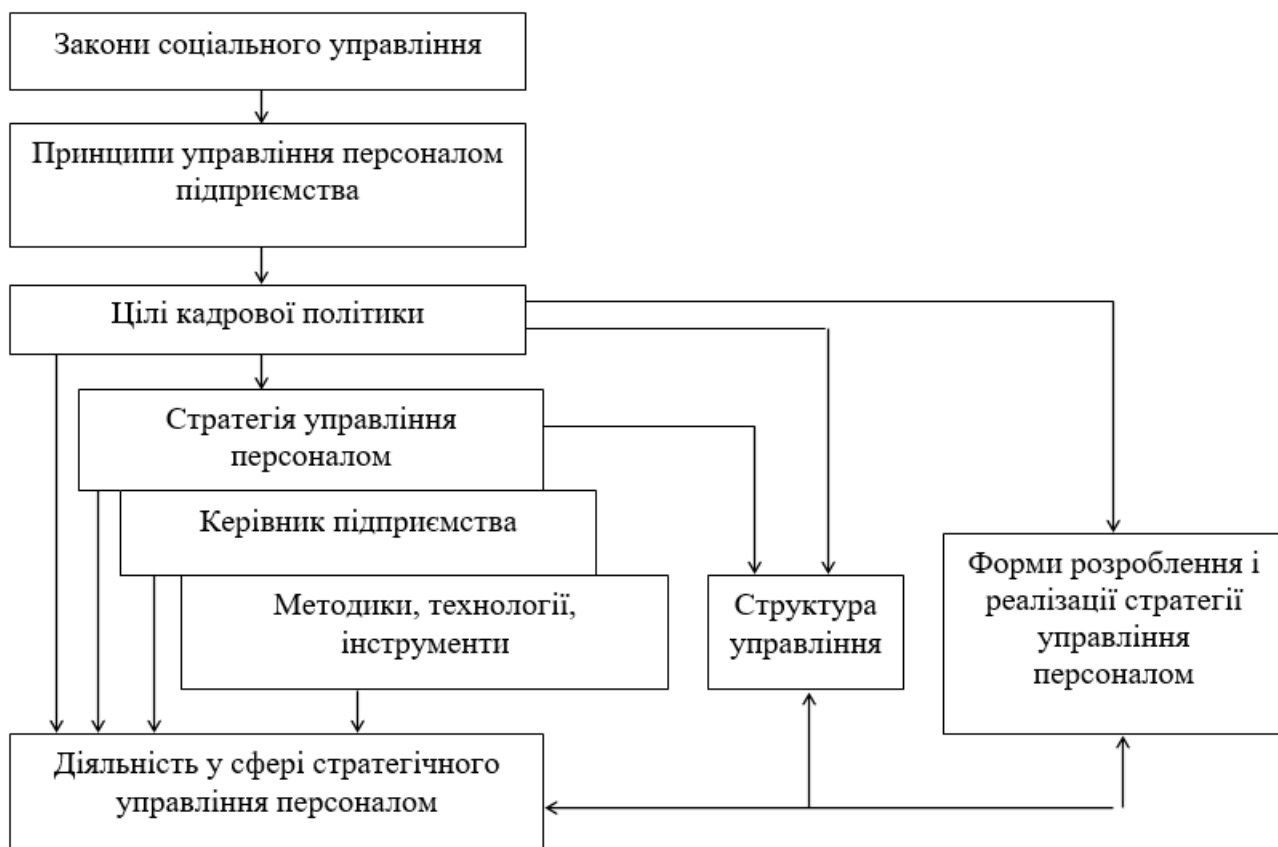 Закони соціального управління
Принципи управління персоналом
підприємства
Цілі кадрової політики
Стратегія управління
персоналом
Керівник підприємства
Методики, технології,
інструменти
Структура
управління
Форми розроблення і
реалізації стратегії
управління
персоналом
Діяльність у сфері стратегічного
управління персоналом